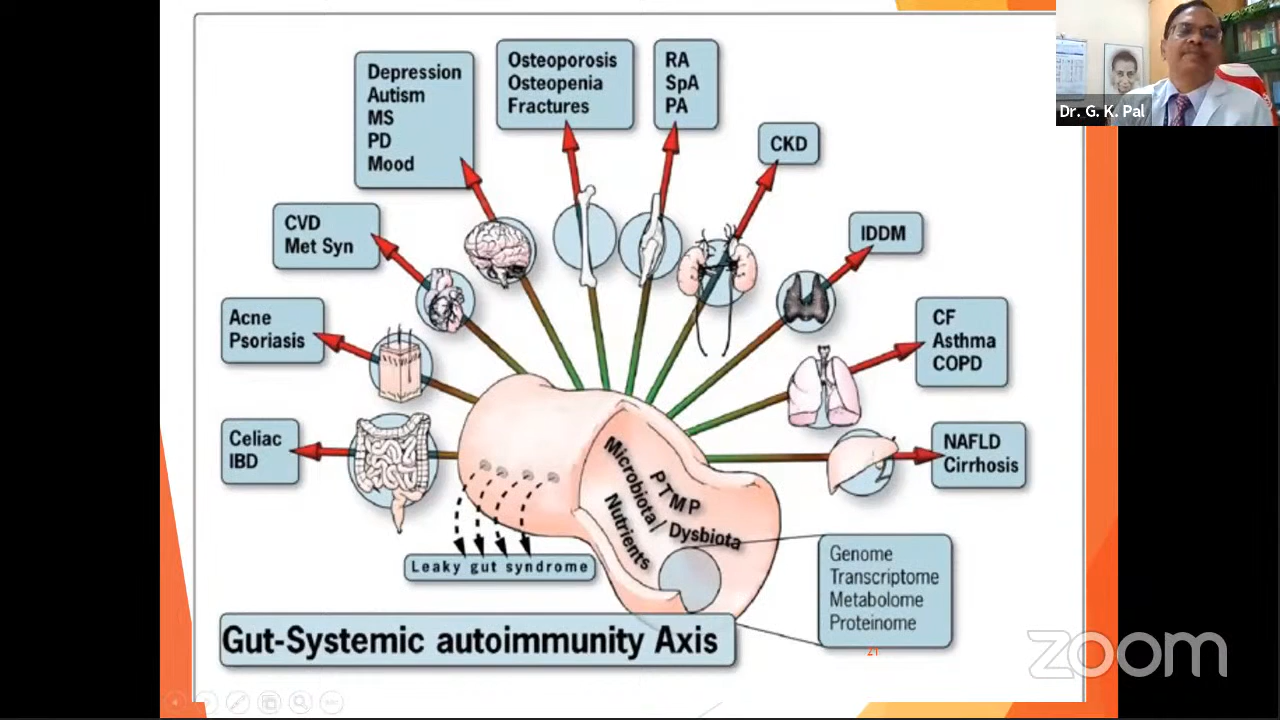 Depression
Autism
MS
PD
Mood
Osteoporosis
Osteopenia
Fractures
RA
SpA
PA
CKD
IDDM
CVD
Met Syn
Acne
Psoriasis
Celiac
IBD
CF
Asthma
COPD
NAFLD
Cirrhosis
PTMP
Microbiota/ Dysbiota
Nutrients
Leaky gut syndrome
Genome
Transcriptome
Metabolome
Proteinome
Gut-Systemic autoimmunity Axis
21
Dr. G. K. Pal
zoom